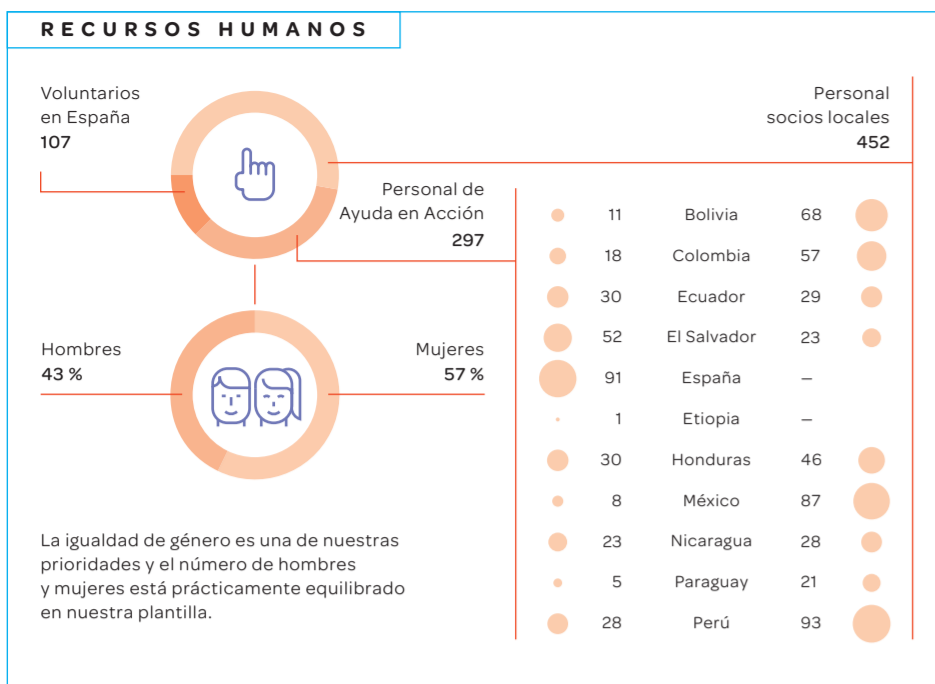 RECURSOS HUMANOS
Voluntarios
en España
107
Personal
socios locales
452
Personal de
Ayuda en Acción
297
Hombres
43 %
Mujeres
57 %
La igualdad de género es una de nuestras
prioridades y el número de hombres
y mujeres está prácticamente equilibrado
en nuestra plantilla.
11 Bolivia 68
18 Colombia 57
30 Ecuador 29
52 El Salvador 23
91 España –
1 Etiopia –
30 Honduras 46
8 México 87
23 Nicaragua 28
5 Paraguay 21
28 Perú 93